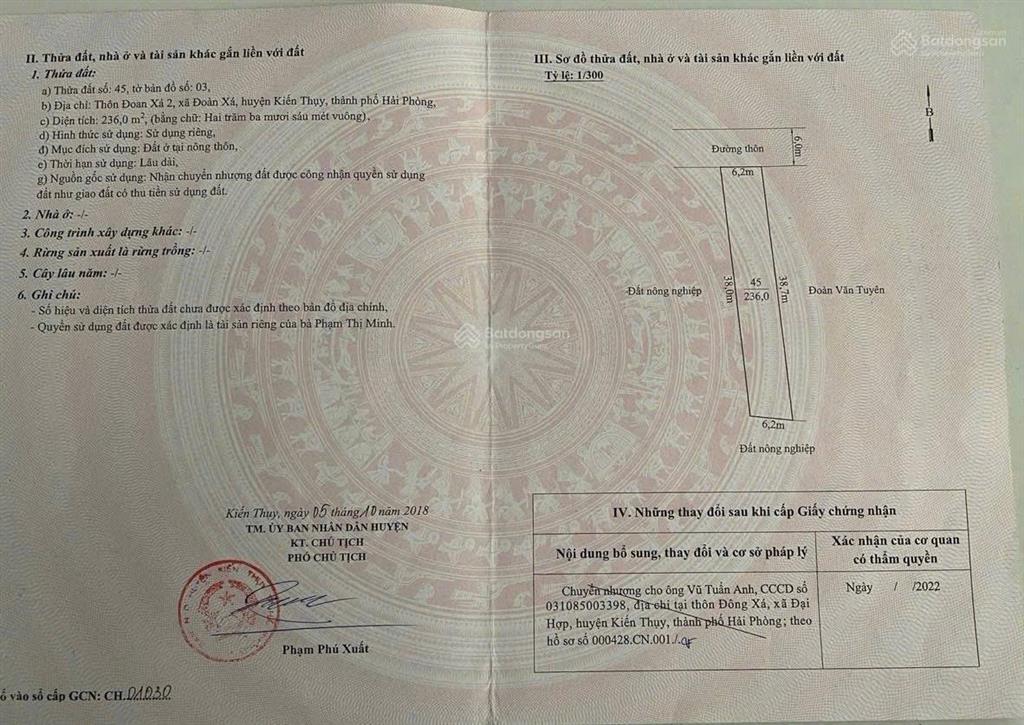 II. Thửa đất, nhà ở và tài sản khác gắn liền với đất
1. Thửa đất:
a) Thửa đất số: 45, tờ bản đồ số: 03,
b) Địa chỉ: Thôn Đoan Xá 2, xã Đoàn Xá, huyện Kiến Thụy, thành phố Hải Phòng,
c) Diện tích: 236,0 m², (bằng chữ: Hai trăm ba mươi sáu mét vuông),
d) Hình thức sử dụng: Sử dụng riêng,
đ) Mục đích sử dụng: Đất ở tại nông thôn,
e) Thời hạn sử dụng: Lâu dài,
g) Nguồn gốc sử dụng: Nhận chuyển nhượng đất được công nhận quyền sử dụng
đất như giao đất có thu tiền sử dụng đất.
2. Nhà ở: -/-
3. Công trình xây dựng khác: -/-
4. Rừng sản xuất là rừng trồng: -/-
5. Cây lâu năm: -/-
6. Ghi chú:
- Số hiệu và diện tích thửa đất chưa được xác định theo bản đồ địa chính,
- Quyền sử dụng đất được xác định là tài sản riêng của bà Phạm Thị Minh.
Kiến Thụy, ngày 05 tháng 10 năm 2018
TM. ỦY BAN NHÂN DÂN HUYỆN
KT. CHỦ TỊCH
PHÓ CHỦ TỊCH
Phạm Phú Xuất
ố vào sổ cấp GCN: CH.01030
III. Sơ đồ thửa đất, nhà ở và tài sản khác gắn liền với đất
Tỷ lệ: 1/300
B
Đường thôn
6,0m
6,2m
38,0m
45
236,0
38,7m
Đất nông nghiệp
Đoàn Văn Tuyên
6,2m
Đất nông nghiệp
IV. Những thay đổi sau khi cấp Giấy chứng nhận
Nội dung bổ sung, thay đổi và cơ sở pháp lý
Xác nhận của cơ quan
có thẩm quyền
Chuyển nhượng cho ông Vũ Tuấn Anh, CCCD số
031085003398, địa chỉ tại thôn Đông Xá, xã Đại
Hợp, huyện Kiến Thụy, thành phố Hải Phòng; theo
hồ sơ số 000428.CN.001./.
Ngày / /2022
Batdongsan
Batdongsan
by PropertyGuru